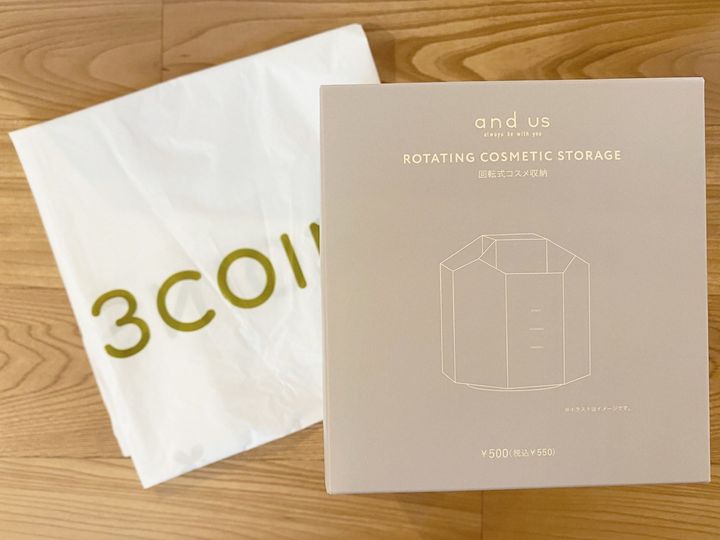 3COI
and us
always be with you
ROTATING COSMETIC STORAGE
回転式コスメ収納
※イラストはイメージです。
¥500(税込¥550)